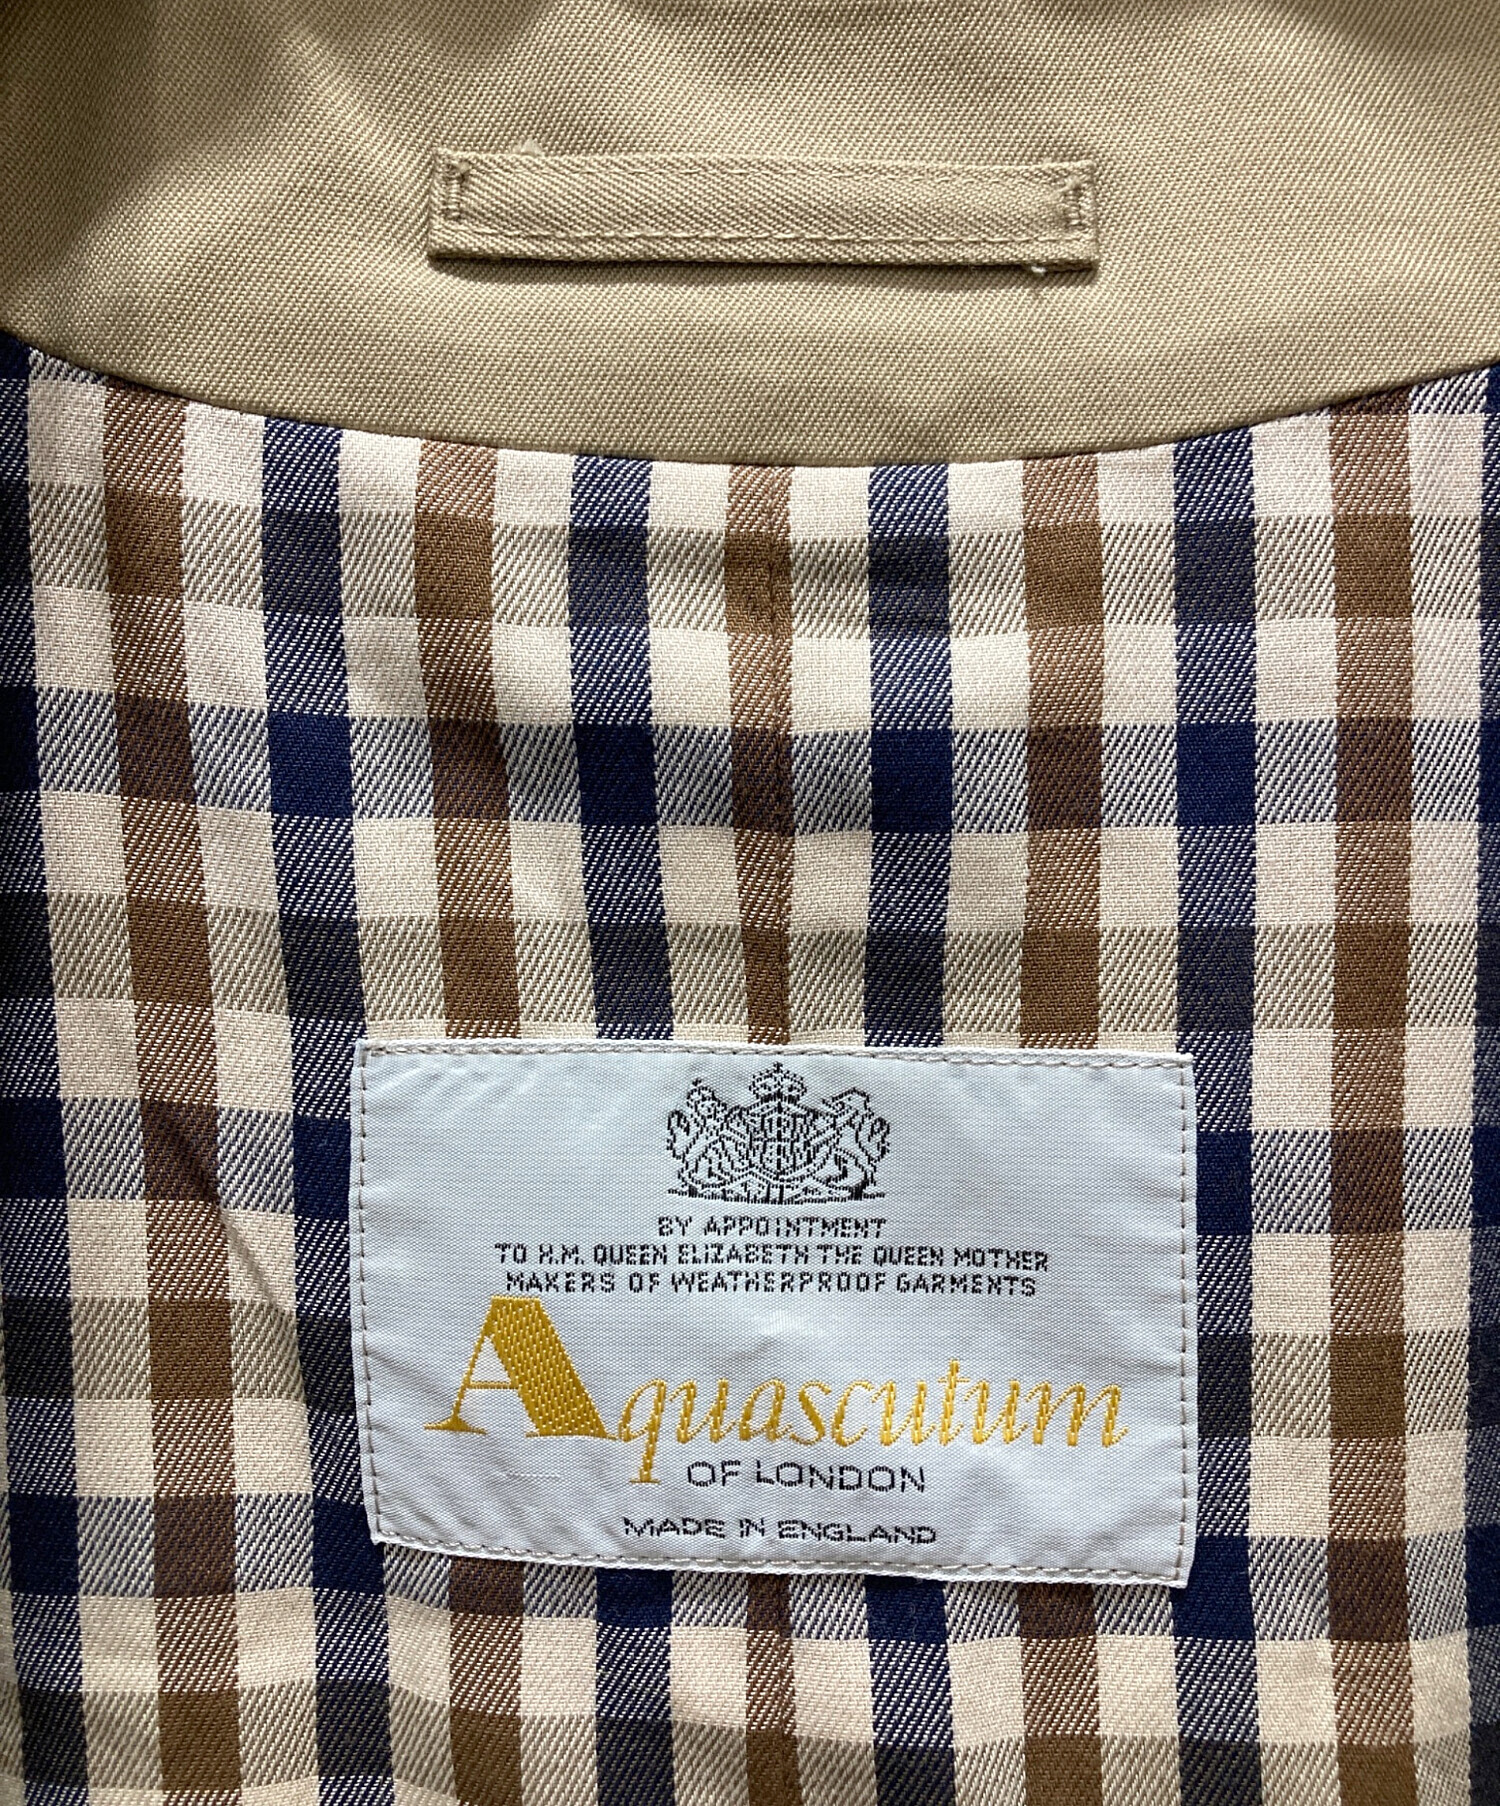 BY APPOINTMENT
TO H.M. QUEEN ELIZABETH THE QUEEN MOTHER
MAKERS OF WEATHERPROOF GARMENTS
Aquascutum
OF LONDON
MADE IN ENGLAND